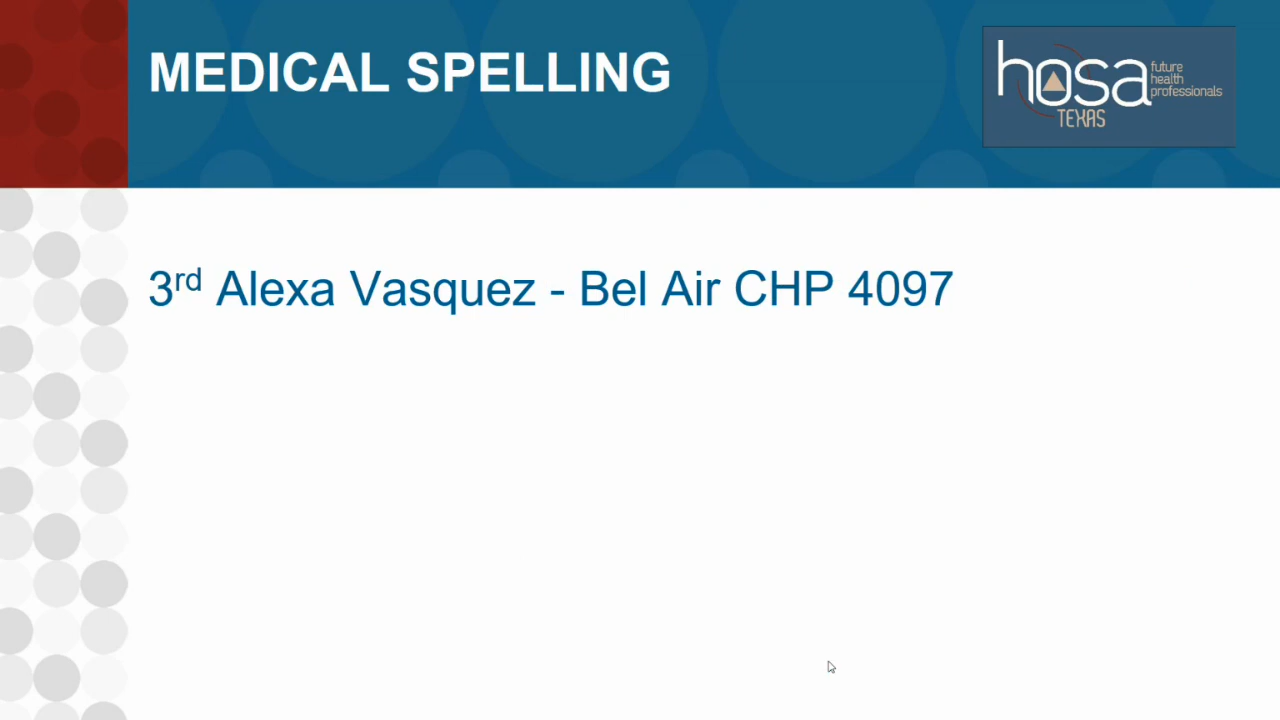 MEDICAL SPELLING
hosa
future
health
professionals
TEXAS
3rd Alexa Vasquez - Bel Air CHP 4097